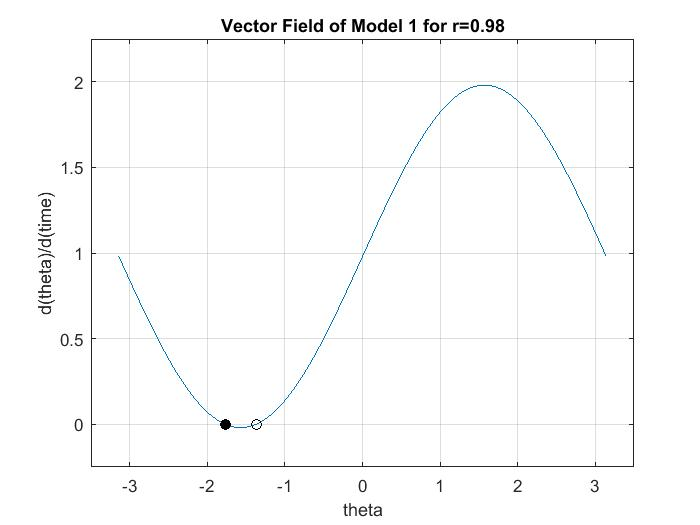 Vector Field of Model 1 for r=0.98
2
1.5
1
0.5
0
d(theta)/d(time)
-3 -2 -1 0 1 2 3
theta